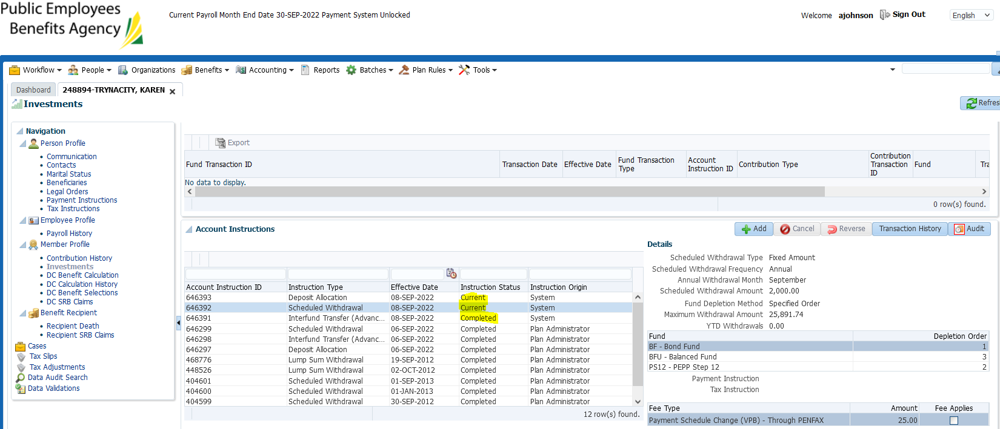 Public Employees
Benefits Agency
Current Payroll Month End Date 30-SEP-2022 Payment System Unlocked
Welcome ajohnson Sign Out English
Workflow People Organizations Benefits Accounting Reports Batches Plan Rules Tools
Dashboard 248894-TRYNACITY, KAREN
Investments
Refres
Navigation
Person Profile
Communication
Contacts
Marital Status
Beneficiaries
Legal Orders
Payment Instructions
Tax Instructions
Employee Profile
Payroll History
Member Profile
Contribution History
Investments
DC Benefit Calculation
DC Calculation History
DC Benefit Selections
DC SRB Claims
Benefit Recipient
Recipient Death
Recipient SRB Claims
Cases
Tax Slips
Tax Adjustments
Data Audit Search
Data Validations
Export
Fund Transaction ID Transaction Date Effective Date Fund Transaction Type Account Instruction ID Contribution Type Contribution Transaction ID Fund Tra
No data to display.
0 row(s) found.
Account Instructions
Add Cancel Reverse Transaction History Audit
Account Instruction ID Instruction Type Effective Date Instruction Status Instruction Origin
646393 Deposit Allocation 08-SEP-2022 Current System
646392 Scheduled Withdrawal 08-SEP-2022 Current System
646391 Interfund Transfer (Advanc... 08-SEP-2022 Completed System
646299 Scheduled Withdrawal 06-SEP-2022 Completed Plan Administrator
646298 Interfund Transfer (Advanc... 06-SEP-2022 Completed Plan Administrator
646297 Deposit Allocation 06-SEP-2022 Completed Plan Administrator
468776 Lump Sum Withdrawal 19-SEP-2012 Completed Plan Administrator
448526 Lump Sum Withdrawal 02-OCT-2012 Completed Plan Administrator
404601 Scheduled Withdrawal 01-SEP-2013 Completed Plan Administrator
404600 Scheduled Withdrawal 01-JAN-2013 Completed Plan Administrator
404599 Scheduled Withdrawal 30-SEP-2012 Completed Plan Administrator
12 row(s) found.
Details
Scheduled Withdrawal Type Fixed Amount
Scheduled Withdrawal Frequency Annual
Annual Withdrawal Month September
Scheduled Withdrawal Amount 2,000.00
Fund Depletion Method Specified Order
Maximum Withdrawal Amount 25,891.74
YTD Withdrawals 0.00
Fund Depletion Order
BF - Bond Fund 1
BFU - Balanced Fund 3
PS12 - PEPP Step 12 2
Payment Instruction
Tax Instruction
Fee Type Amount Fee Applies
Payment Schedule Change (VPB) - Through PENFAX 25.00